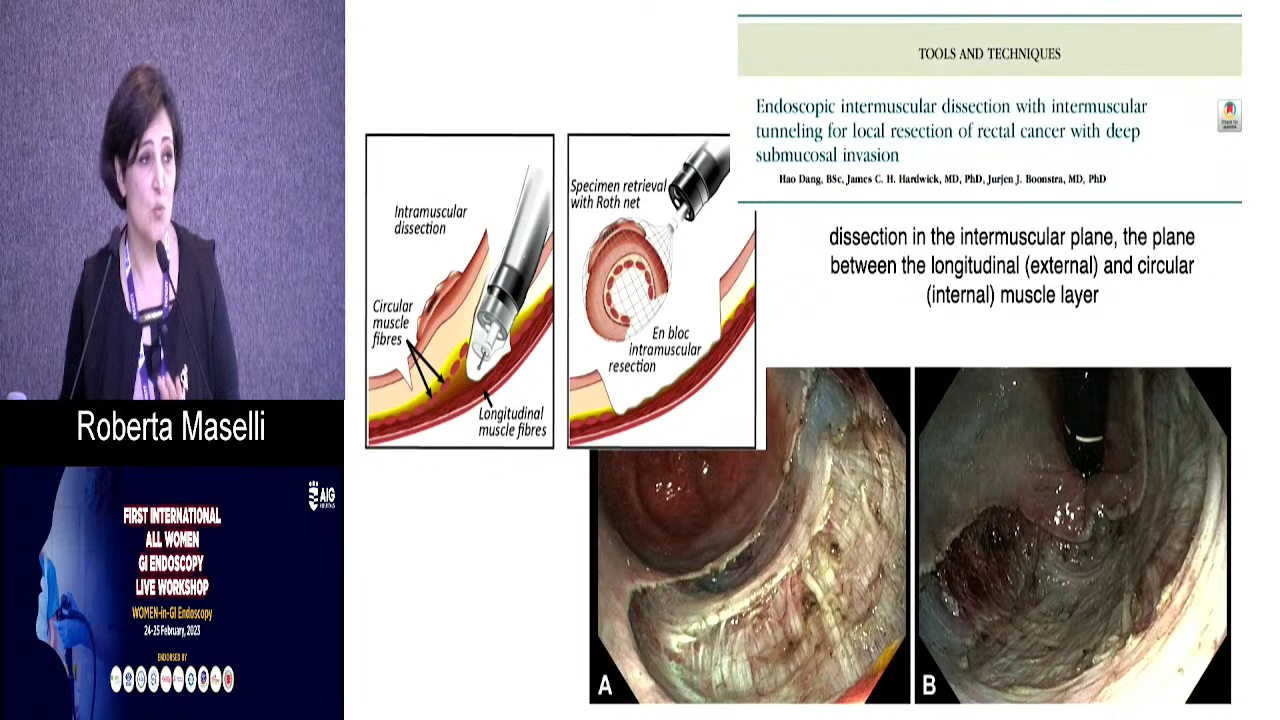 Roberta Maselli
AIG
HOSPITALS
FIRST INTERNATIONAL
ALL WOMEN
GI ENDOSCOPY
LIVE WORKSHOP
WOMEN-in-GI Endoscopy
24-25 February, 2023
ENDORSED BY
Intramuscular
dissection
Circular
muscle
fibres
Longitudinal
muscle fibres
Specimen retrieval
with Roth net
En bloc
intramuscular
resection
TOOLS AND TECHNIQUES
Endoscopic intermuscular dissection with intermuscular
tunneling for local resection of rectal cancer with deep
submucosal invasion
Check for
updates
Hao Dang, BSc, James C. H. Hardwick, MD, PhD, Jurjen J. Boonstra, MD, PhD
dissection in the intermuscular plane, the plane
between the longitudinal (external) and circular
(internal) muscle layer
A
B